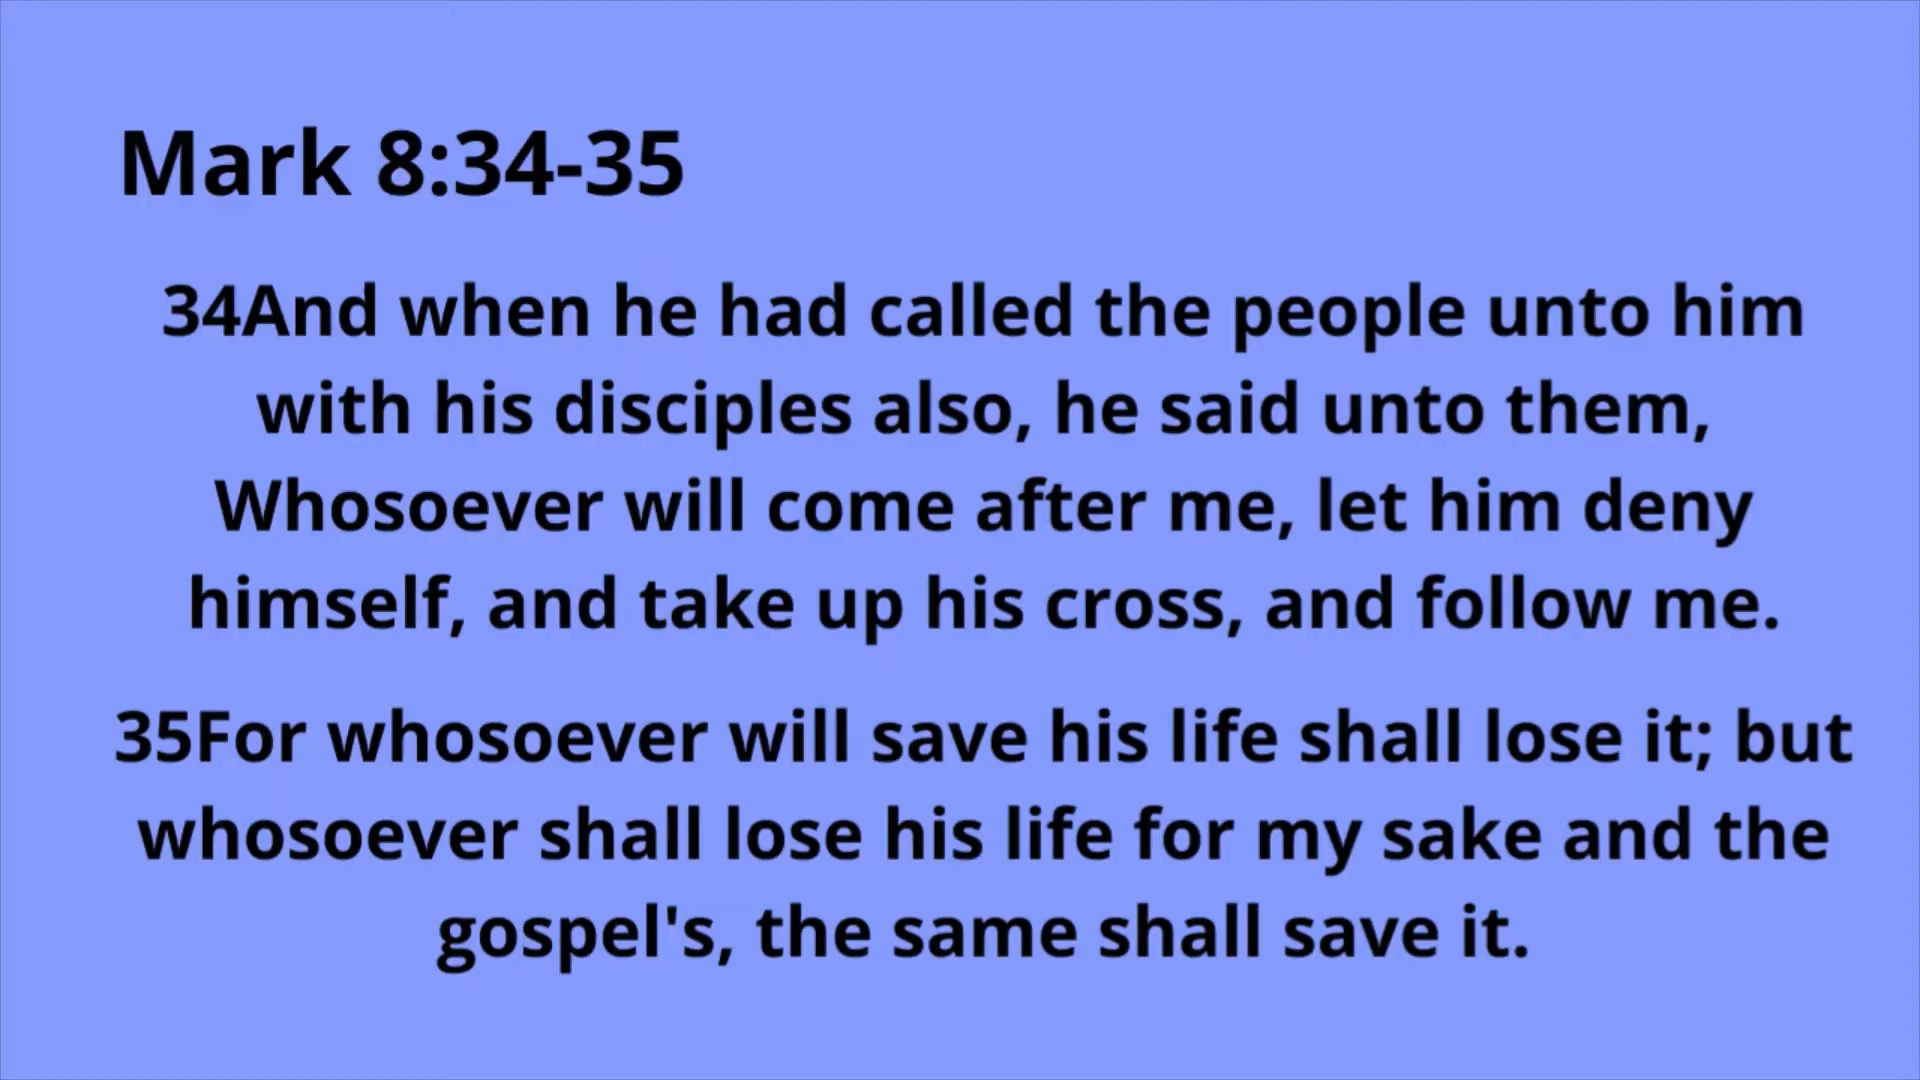 Mark 8:34-35
34And when he had called the people unto him
with his disciples also, he said unto them,
Whosoever will come after me, let him deny
himself, and take up his cross, and follow me.
35For whosoever will save his life shall lose it; but
whosoever shall lose his life for my sake and the
gospel's, the same shall save it.